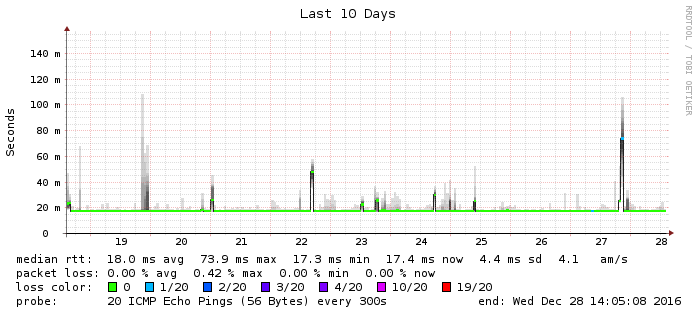 Last 10 Days
RRDTOOL / TOBI OETIKER
Seconds
140 m
120 m
100 m
80 m
60 m
40 m
20 m
0
19 20 21 22 23 24 25 26 27 28
median rtt: 18.0 ms avg 73.9 ms max 17.3 ms min 17.4 ms now 4.4 ms sd 4.1 am/s
packet loss: 0.00 % avg 0.42 % max 0.00 % min 0.00 % now
loss color: 0 1/20 2/20 3/20 4/20 10/20 19/20
probe: 20 ICMP Echo Pings (56 Bytes) every 300s end: Wed Dec 28 14:05:08 2016